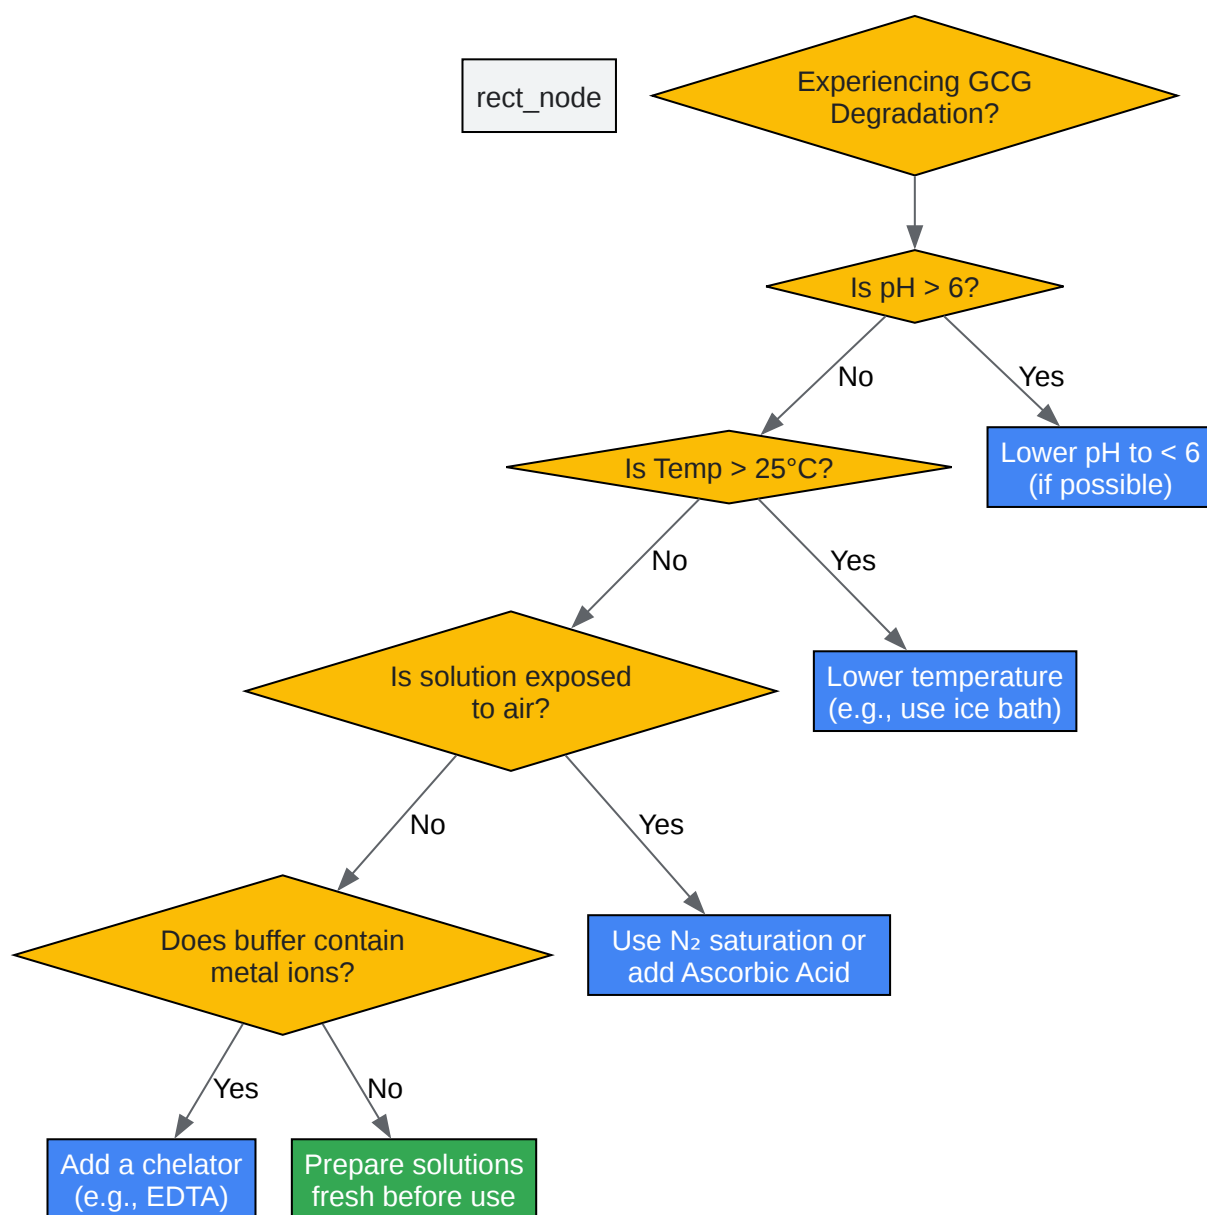 rect_node
Experiencing GCG
Degradation?
Is pH > 6?
No
Yes
Is Temp > 25°C?
Lower pH to < 6
(if possible)
No
Yes
Is solution exposed
to air?
Lower temperature
(e.g., use ice bath)
No
Yes
Does buffer contain
metal ions?
Use N₂ saturation or
add Ascorbic Acid
Yes
No
Add a chelator
(e.g., EDTA)
Prepare solutions
fresh before use